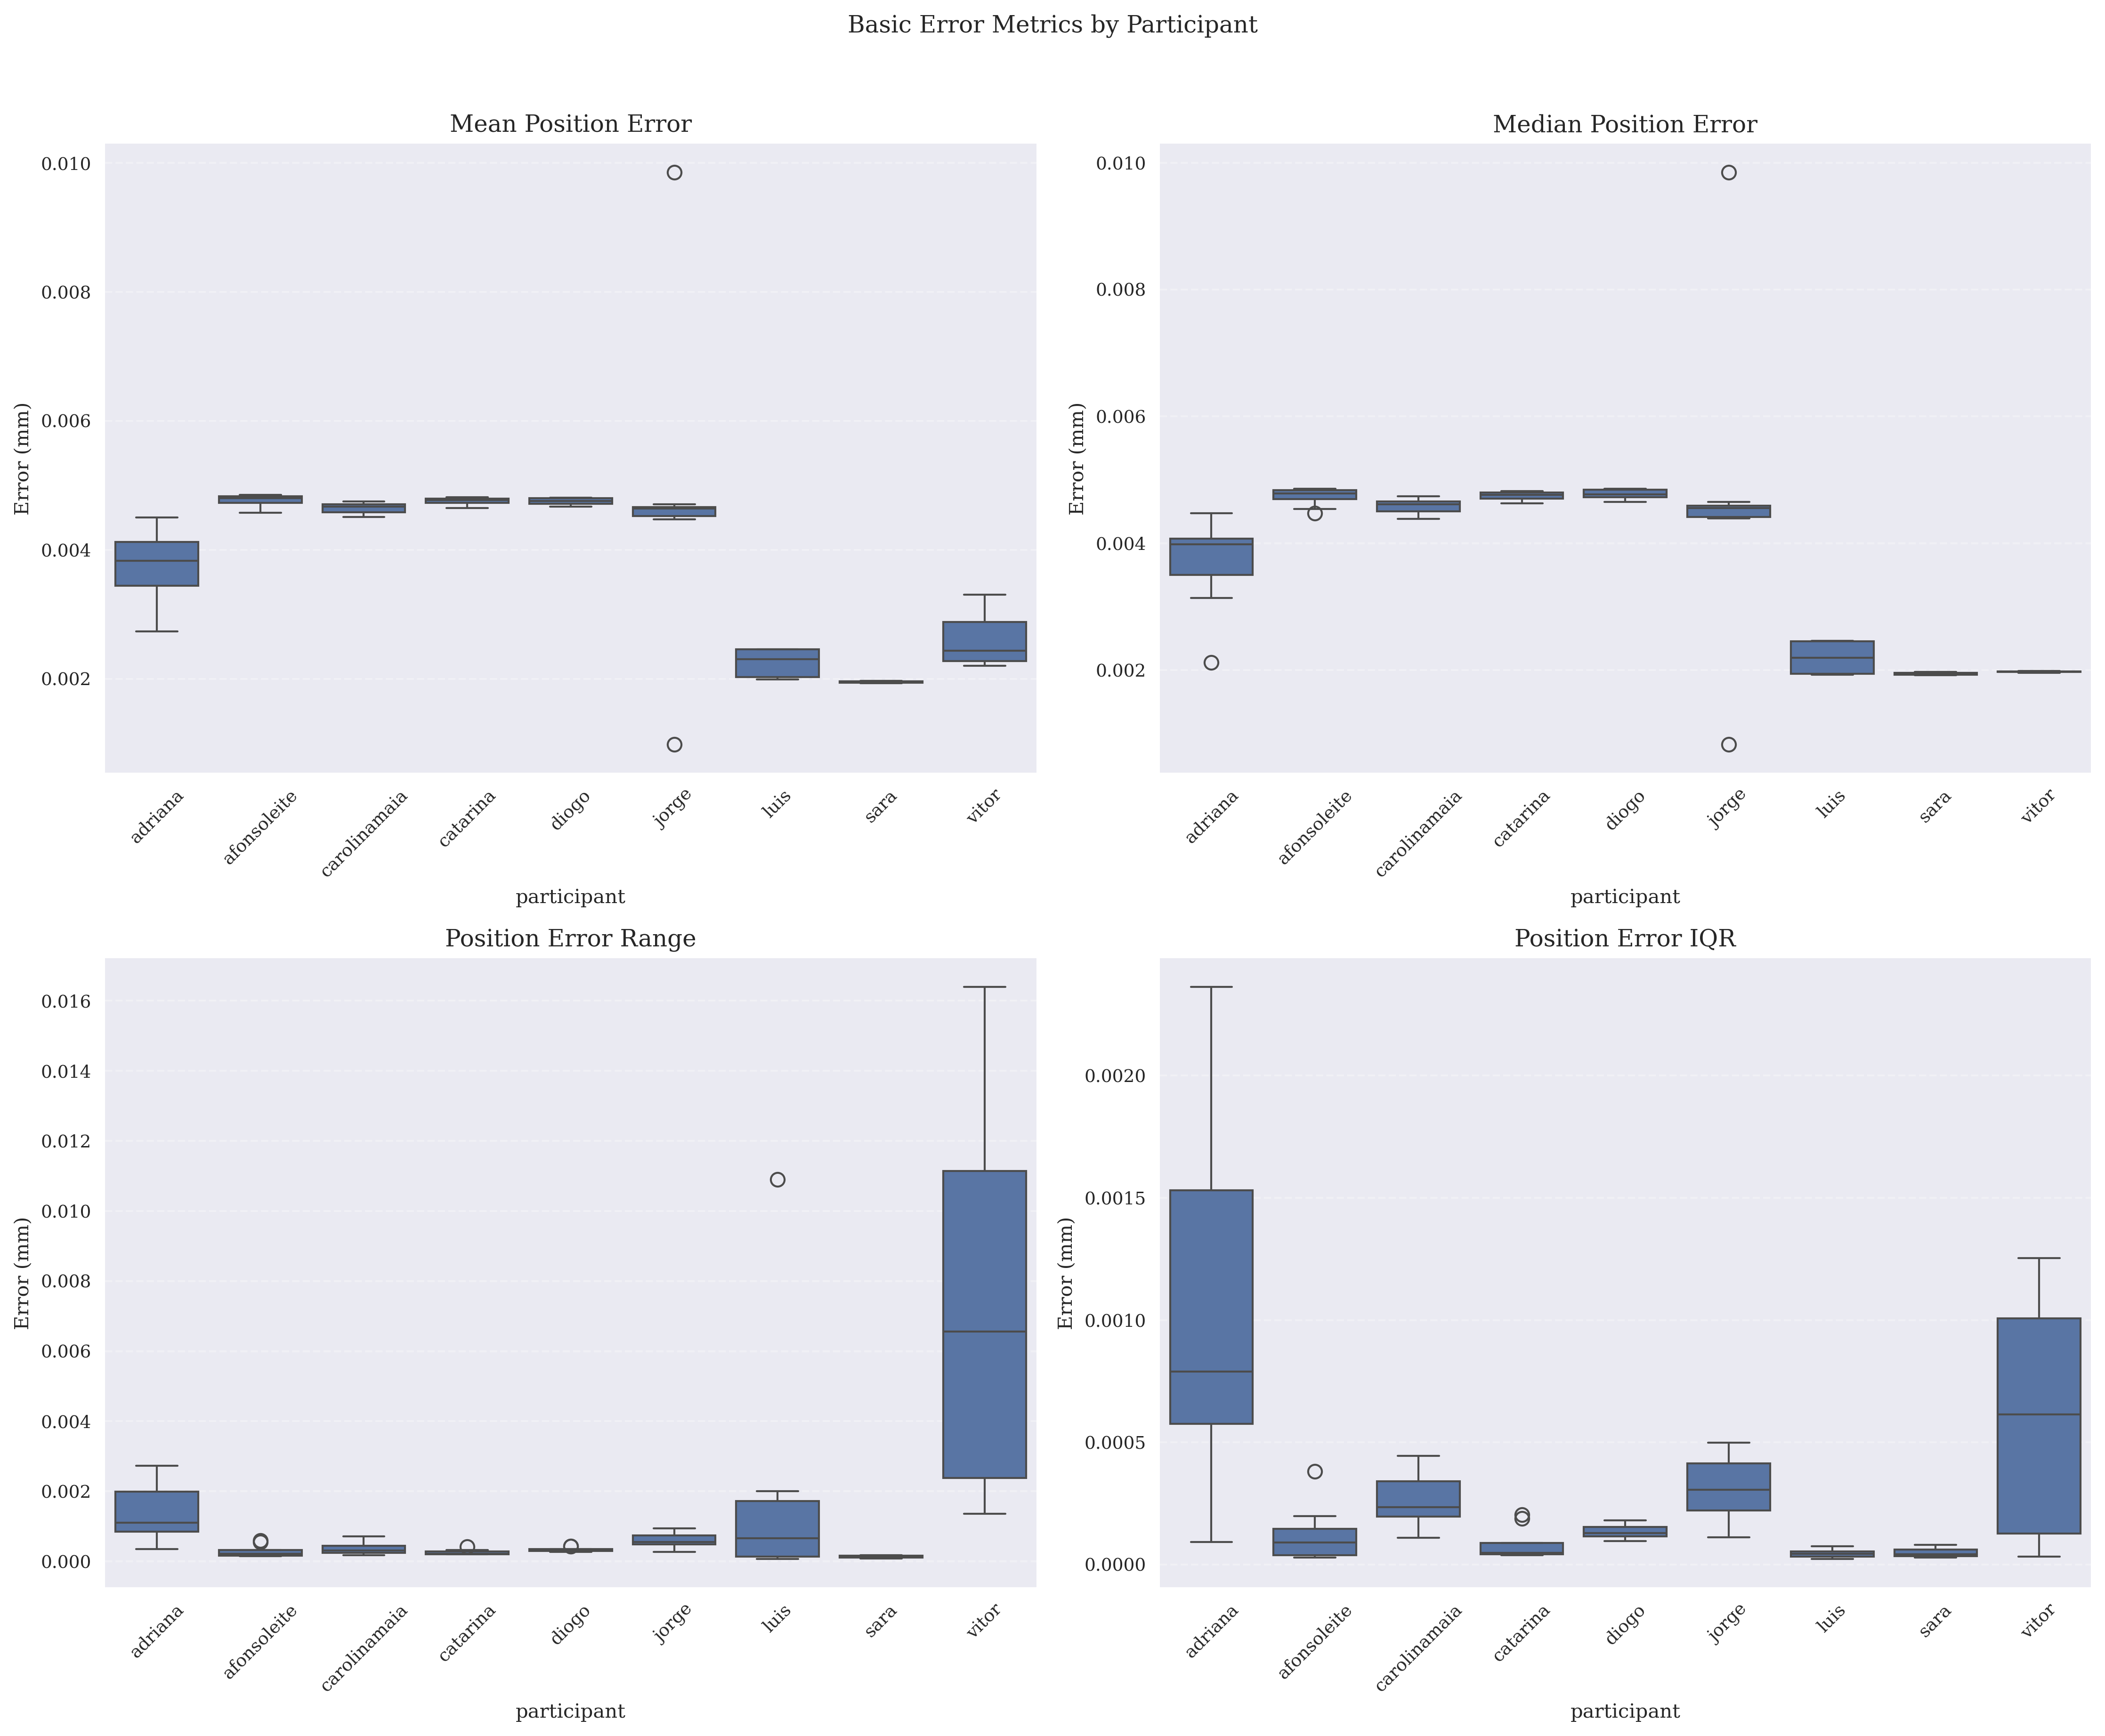 Basic Error Metrics by Participant
Mean Position Error
Error (mm)
0.010
0.008
0.006
0.004
0.002
adriana
afonsoleite
carolinamaia
catarina
diogo
jorge
luis
sara
vitor
participant
Median Position Error
Error (mm)
0.010
0.008
0.006
0.004
0.002
adriana
afonsoleite
carolinamaia
catarina
diogo
jorge
luis
sara
vitor
participant
Position Error Range
Error (mm)
0.016
0.014
0.012
0.010
0.008
0.006
0.004
0.002
0.000
adriana
afonsoleite
carolinamaia
catarina
diogo
jorge
luis
sara
vitor
participant
Position Error IQR
Error (mm)
0.0020
0.0015
0.0010
0.0005
0.0000
adriana
afonsoleite
carolinamaia
catarina
diogo
jorge
luis
sara
vitor
participant